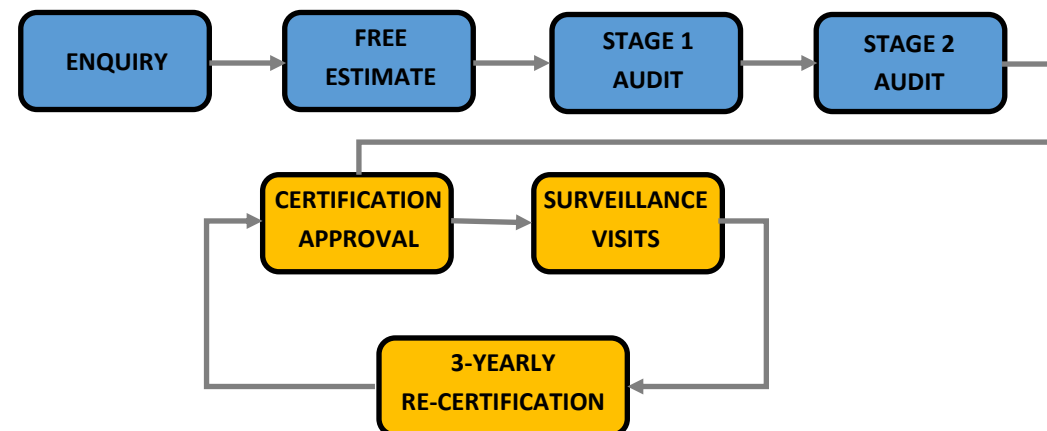 ENQUIRY
FREE
ESTIMATE
STAGE 1
AUDIT
STAGE 2
AUDIT
CERTIFICATION
APPROVAL
SURVEILLANCE
VISITS
3-YEARLY
RE-CERTIFICATION